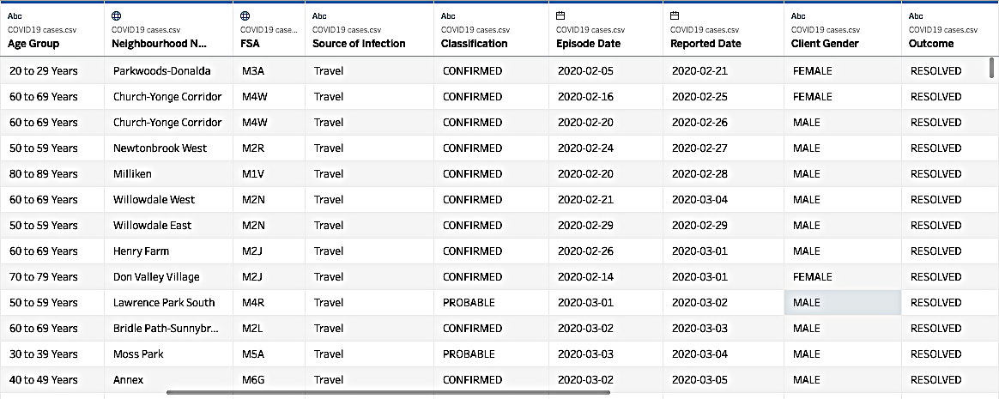 Abc Abc Abc Abc Abc
COVID19 cases.csv COVID19 cases.csv COVID19 case... COVID19 cases.csv COVID19 cases.csv COVID19 cases.csv COVID19 cases.csv COVID19 cases.csv COVID19 cases.csv
Age Group Neighbourhood N... FSA Source of Infection Classification Episode Date Reported Date Client Gender Outcome
20 to 29 Years Parkwoods-Donalda M3A Travel CONFIRMED 2020-02-05 2020-02-21 FEMALE RESOLVED
60 to 69 Years Church-Yonge Corridor M4W Travel CONFIRMED 2020-02-16 2020-02-25 FEMALE RESOLVED
60 to 69 Years Church-Yonge Corridor M4W Travel CONFIRMED 2020-02-20 2020-02-26 MALE RESOLVED
50 to 59 Years Newtonbrook West M2R Travel CONFIRMED 2020-02-24 2020-02-27 MALE RESOLVED
80 to 89 Years Milliken M1V Travel CONFIRMED 2020-02-20 2020-02-28 MALE RESOLVED
60 to 69 Years Willowdale West M2N Travel CONFIRMED 2020-02-21 2020-03-04 MALE RESOLVED
50 to 59 Years Willowdale East M2N Travel CONFIRMED 2020-02-29 2020-02-29 MALE RESOLVED
60 to 69 Years Henry Farm M2J Travel CONFIRMED 2020-02-26 2020-03-01 MALE RESOLVED
70 to 79 Years Don Valley Village M2J Travel CONFIRMED 2020-02-14 2020-03-01 FEMALE RESOLVED
50 to 59 Years Lawrence Park South M4R Travel PROBABLE 2020-03-01 2020-03-02 MALE RESOLVED
60 to 69 Years Bridle Path-Sunnybr... M2L Travel CONFIRMED 2020-03-02 2020-03-03 MALE RESOLVED
30 to 39 Years Moss Park M5A Travel PROBABLE 2020-03-03 2020-03-04 MALE RESOLVED
40 to 49 Years Annex M6G Travel CONFIRMED 2020-03-02 2020-03-05 MALE RESOLVED